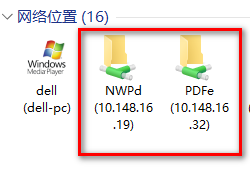 网络位置 (16)
Windows
Media Player
dell
(dell-pc)
NWPd
(10.148.16
.19)
PDFe
(10.148.16
.32)